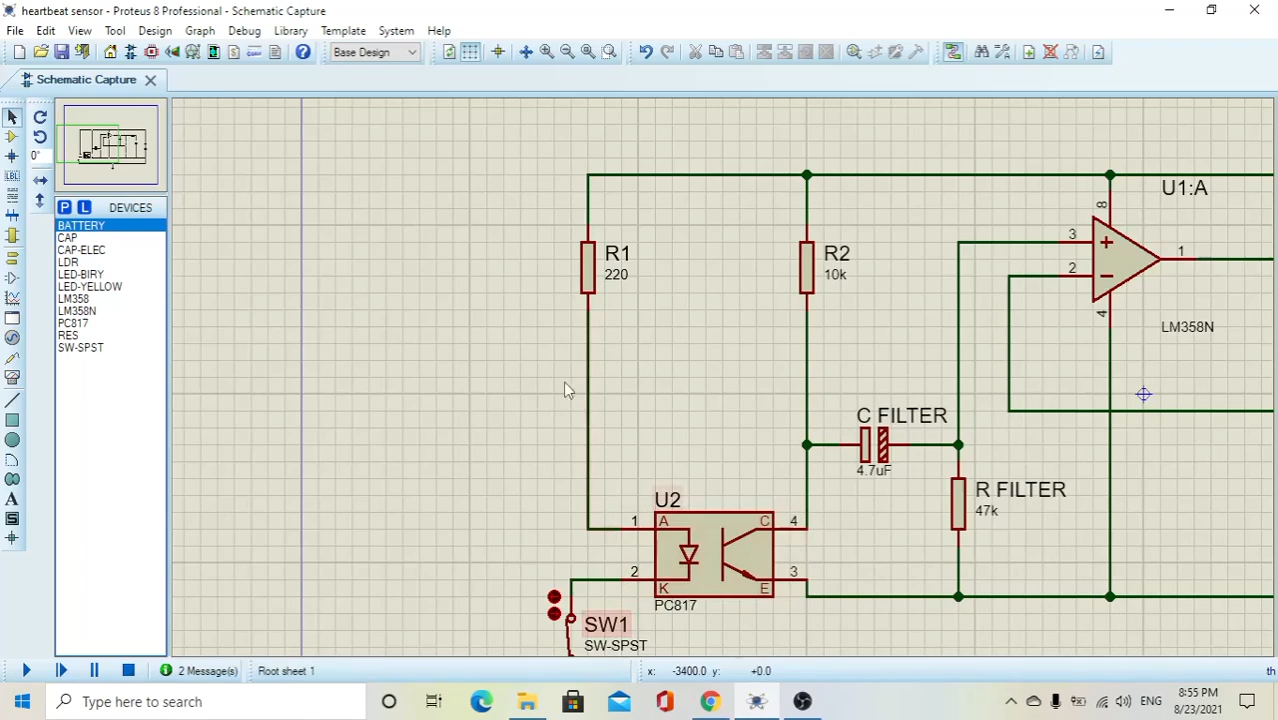 heartbeat sensor - Proteus 8 Professional - Schematic Capture
File Edit View Tool Design Graph Debug Library Template System Help
Base Design
Schematic Capture
0°
P L DEVICES
BATTERY
CAP
CAP-ELEC
LDR
LED-BIRY
LED-YELLOW
LM358
LM358N
PC817
RES
SW-SPST
R1
220
R2
10k
U1:A
8
3
2
1
4
LM358N
C FILTER
4.7uF
R FILTER
47k
U2
1 A C 4
2 K E 3
PC817
SW1
SW-SPST
2 Message(s) Root sheet 1 x: -3400.0 y: +0.0 th
Type here to search
ENG
8:55 PM
8/23/2021